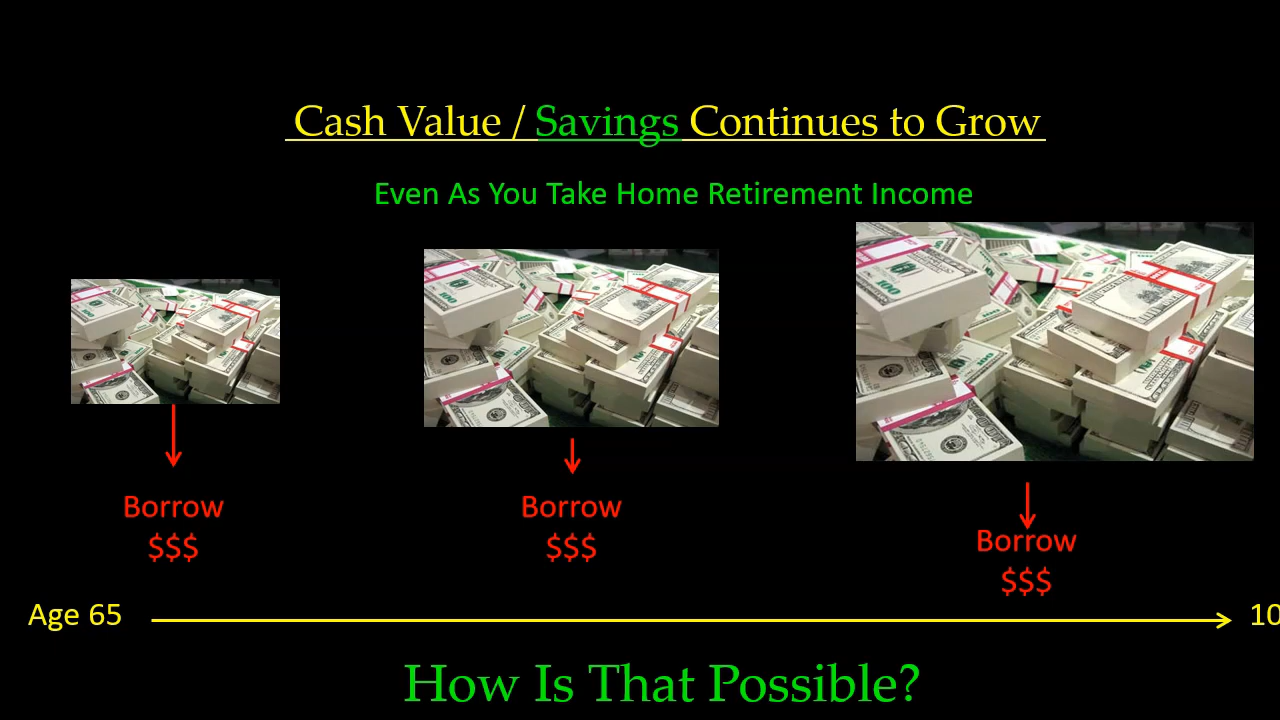 Cash Value / Savings Continues to Grow
Even As You Take Home Retirement Income
Borrow
$$$
Borrow
$$$
Borrow
$$$
Age 65
10
How Is That Possible?